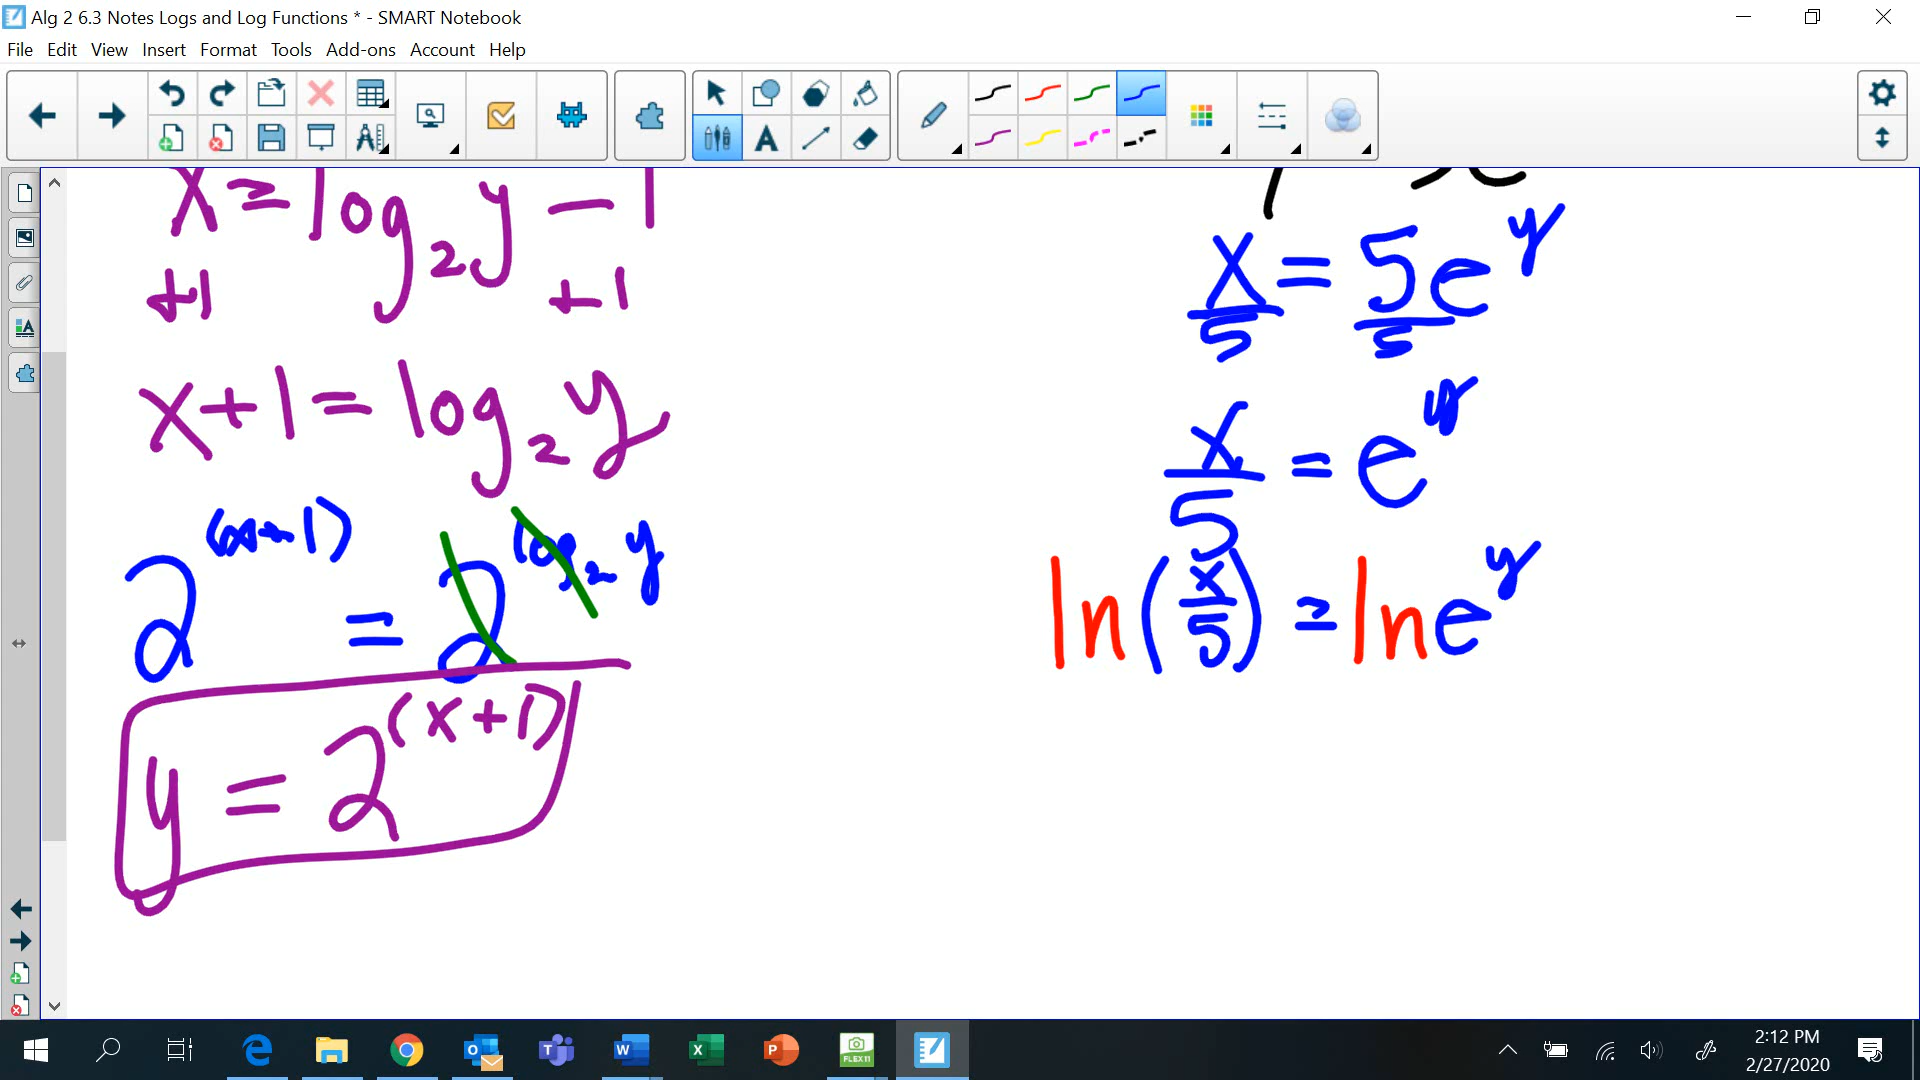 Alg 2 6.3 Notes Logs and Log Functions * - SMART Notebook
File Edit View Insert Format Tools Add-ons Account Help
x = log₂y - 1
+1 +1
x+1 = log₂y
2^(x+1) = 2^log₂y
y = 2^(x+1)
x/5 = 5e^y/5
x/5 = e^y
ln(x/5) = ln e^y
2:12 PM
2/27/2020